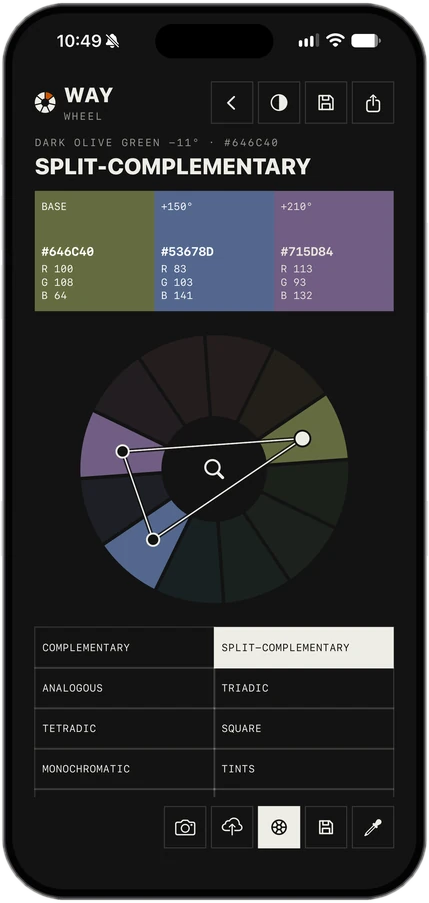 10:49
WAY
WHEEL
DARK OLIVE GREEN −11° · #646C40
SPLIT-COMPLEMENTARY
BASE
#646C40
R 100
G 108
B 64
+150°
#53678D
R 83
G 103
B 141
+210°
#715D84
R 113
G 93
B 132
COMPLEMENTARY
SPLIT-COMPLEMENTARY
ANALOGOUS
TRIADIC
TETRADIC
SQUARE
MONOCHROMATIC
TINTS